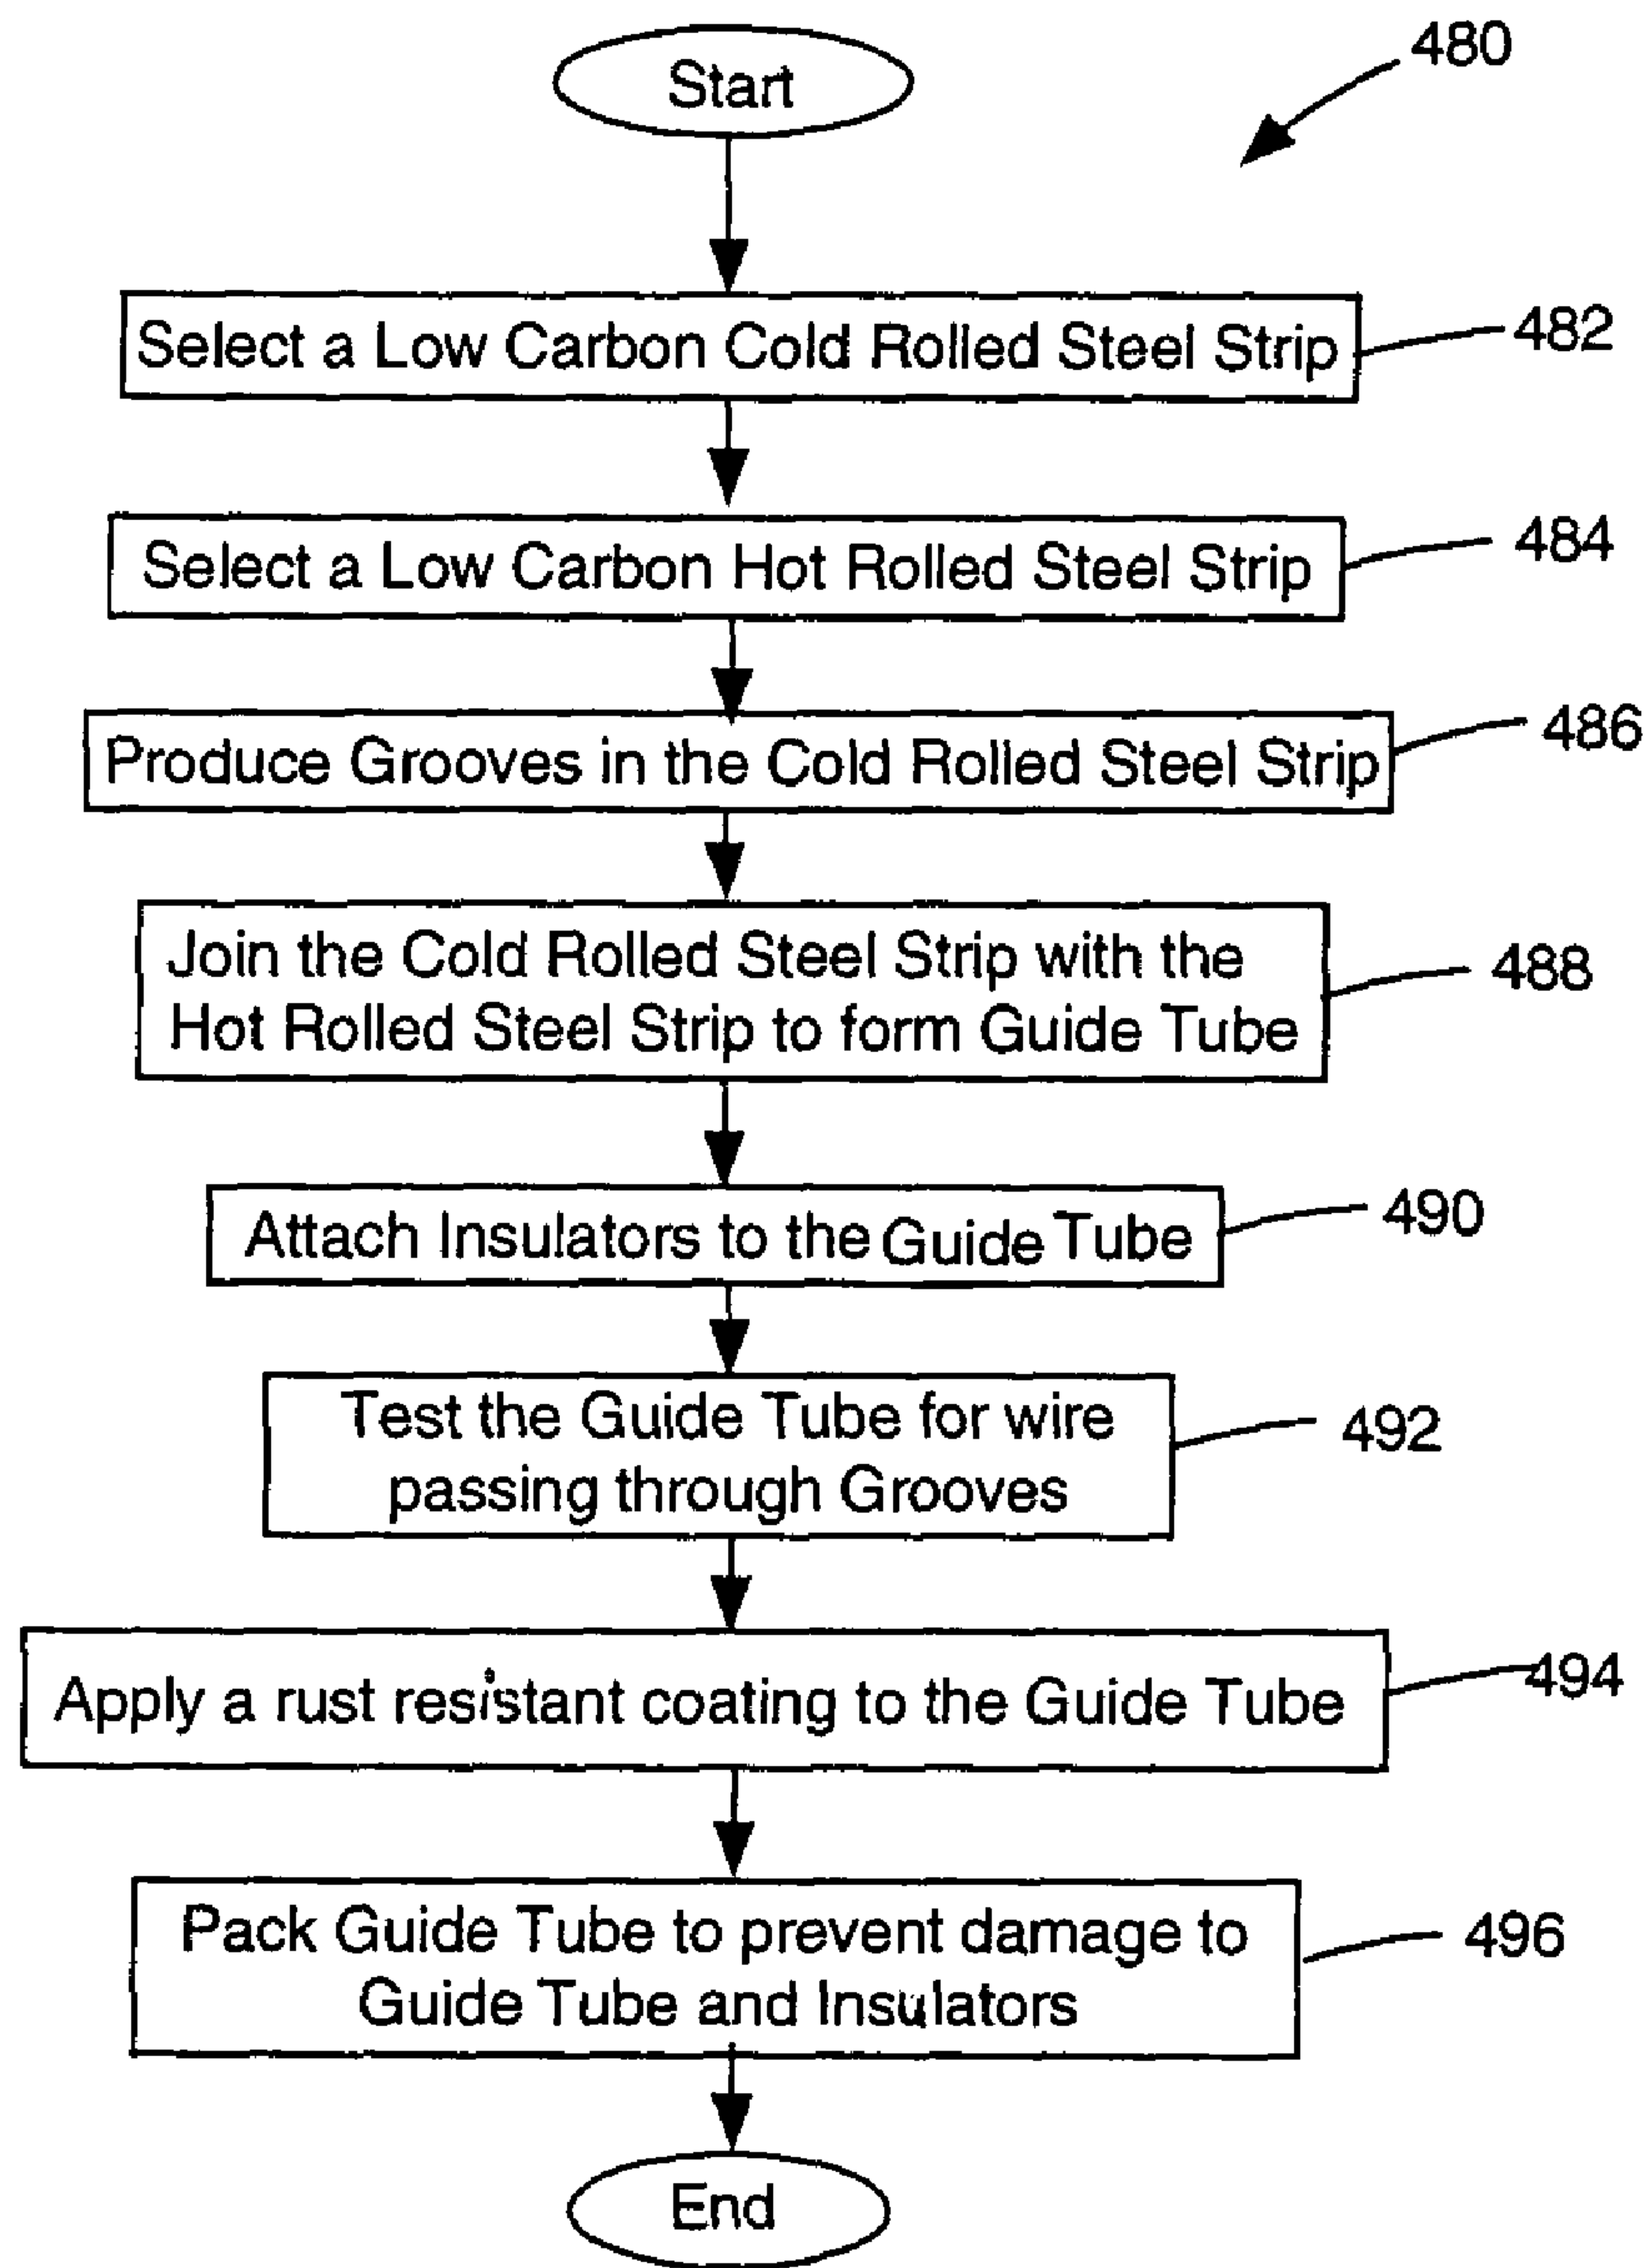 Start
480
Select a Low Carbon Cold Rolled Steel Strip
482
Select a Low Carbon Hot Rolled Steel Strip
484
Produce Grooves in the Cold Rolled Steel Strip
486
Join the Cold Rolled Steel Strip with the
Hot Rolled Steel Strip to form Guide Tube
488
Attach Insulators to the Guide Tube
490
Test the Guide Tube for wire
passing through Grooves
492
Apply a rust resistant coating to the Guide Tube
494
Pack Guide Tube to prevent damage to
Guide Tube and Insulators
496
End